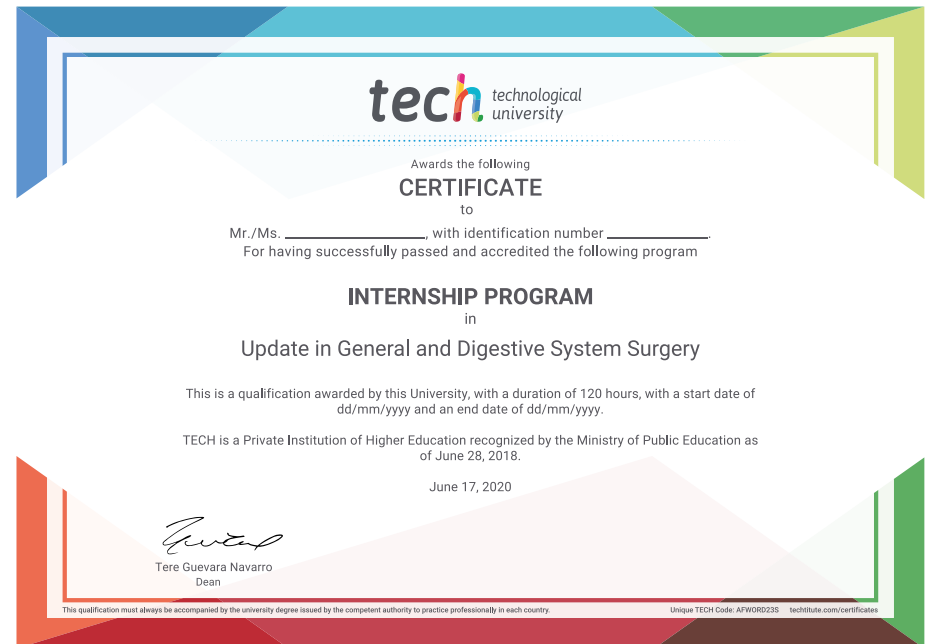 tech technological
university
Awards the following
CERTIFICATE
to
Mr./Ms. ____________________, with identification number ______________.
For having successfully passed and accredited the following program
INTERNSHIP PROGRAM
in
Update in General and Digestive System Surgery
This is a qualification awarded by this University, with a duration of 120 hours, with a start date of
dd/mm/yyyy and an end date of dd/mm/yyyy.
TECH is a Private Institution of Higher Education recognized by the Ministry of Public Education as
of June 28, 2018.
June 17, 2020
Tere Guevara Navarro
Dean
This qualification must always be accompanied by the university degree issued by the competent authority to practice professionally in each country. Unique TECH Code: AFWORD23S techtitute.com/certificates